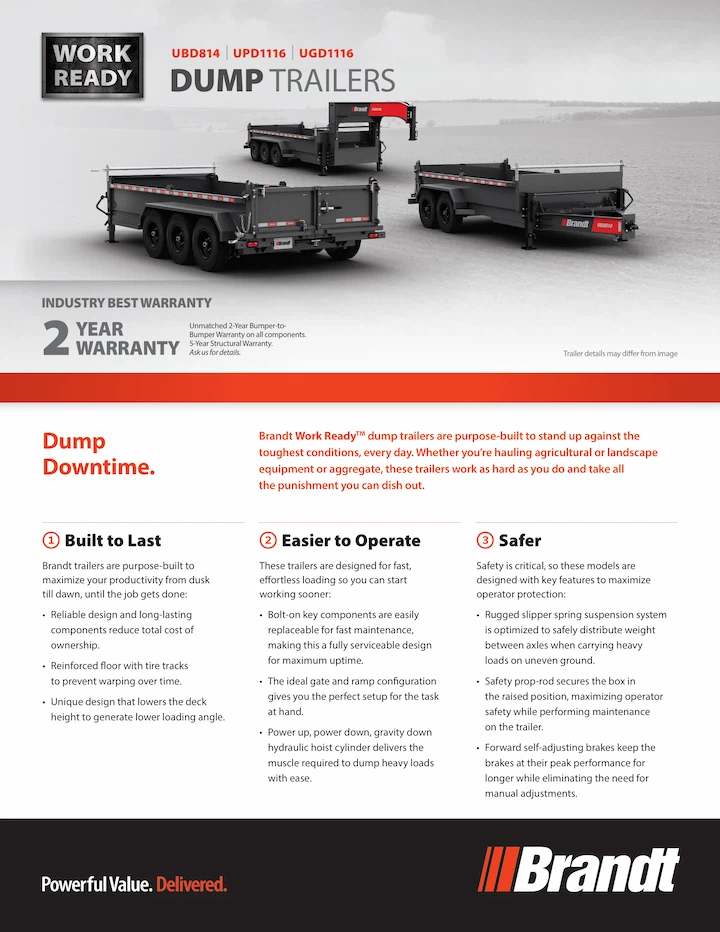 WORK
READY
UBD814 | UPD1116 | UGD1116
DUMP TRAILERS
Brandt
Brandt
Brandt
INDUSTRY BEST WARRANTY
2 YEAR
WARRANTY
Unmatched 2-Year Bumper-to-
Bumper Warranty on all components.
5-Year Structural Warranty.
Ask us for details.
Trailer details may differ from image
Dump
Downtime.
Brandt Work Ready™ dump trailers are purpose-built to stand up against the
toughest conditions, every day. Whether you're hauling agricultural or landscape
equipment or aggregate, these trailers work as hard as you do and take all
the punishment you can dish out.
1 Built to Last
Brandt trailers are purpose-built to
maximize your productivity from dusk
till dawn, until the job gets done:
• Reliable design and long-lasting
components reduce total cost of
ownership.
• Reinforced floor with tire tracks
to prevent warping over time.
• Unique design that lowers the deck
height to generate lower loading angle.
2 Easier to Operate
These trailers are designed for fast,
effortless loading so you can start
working sooner:
• Bolt-on key components are easily
replaceable for fast maintenance,
making this a fully serviceable design
for maximum uptime.
• The ideal gate and ramp configuration
gives you the perfect setup for the task
at hand.
• Power up, power down, gravity down
hydraulic hoist cylinder delivers the
muscle required to dump heavy loads
with ease.
3 Safer
Safety is critical, so these models are
designed with key features to maximize
operator protection:
• Rugged slipper spring suspension system
is optimized to safely distribute weight
between axles when carrying heavy
loads on uneven ground.
• Safety prop-rod secures the box in
the raised position, maximizing operator
safety while performing maintenance
on the trailer.
• Forward self-adjusting brakes keep the
brakes at their peak performance for
longer while eliminating the need for
manual adjustments.
Powerful Value. Delivered.
Brandt